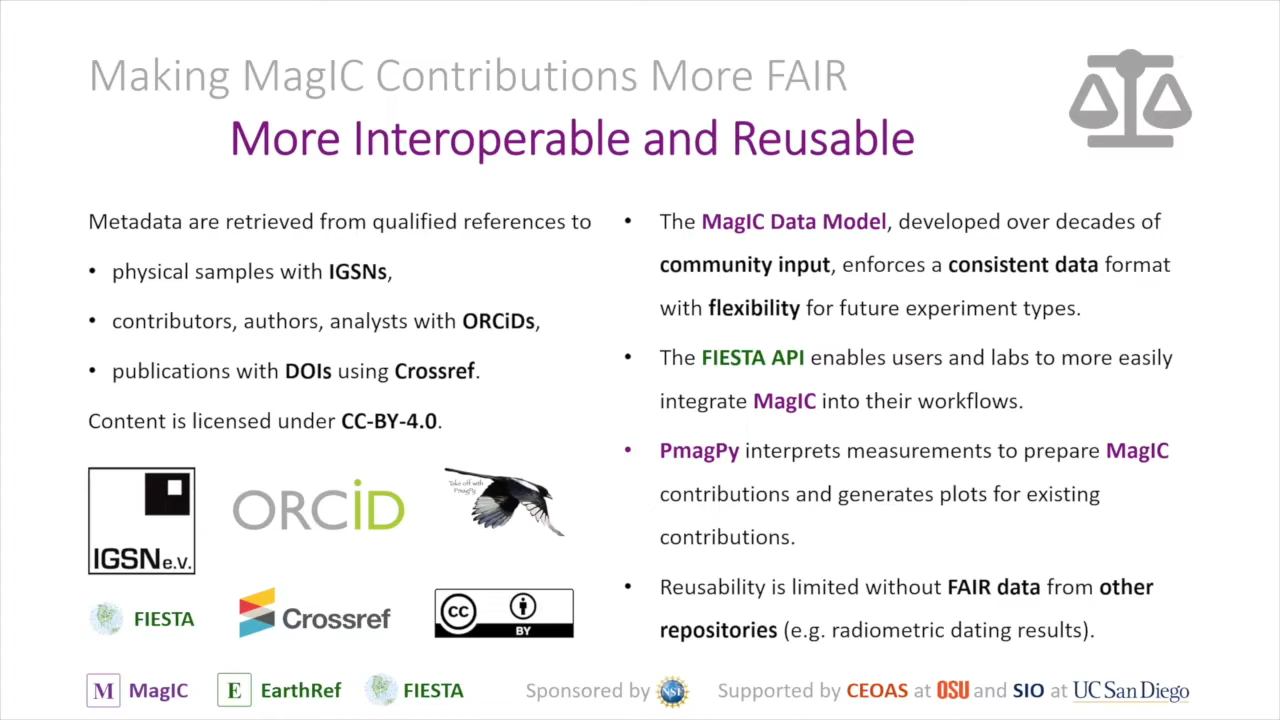 Making MagIC Contributions More FAIR
More Interoperable and Reusable
Metadata are retrieved from qualified references to
• physical samples with IGSNs,
• contributors, authors, analysts with ORCiDs,
• publications with DOIs using Crossref.
Content is licensed under CC-BY-4.0.
IGSN e.V.
ORCiD
Take off with
PmagPy
FIESTA
Crossref
CC BY
• The MagIC Data Model, developed over decades of
community input, enforces a consistent data format
with flexibility for future experiment types.
• The FIESTA API enables users and labs to more easily
integrate MagIC into their workflows.
• PmagPy interprets measurements to prepare MagIC
contributions and generates plots for existing
contributions.
• Reusability is limited without FAIR data from other
repositories (e.g. radiometric dating results).
M MagIC E EarthRef FIESTA Sponsored by NSF Supported by CEOAS at OSU and SIO at UC San Diego